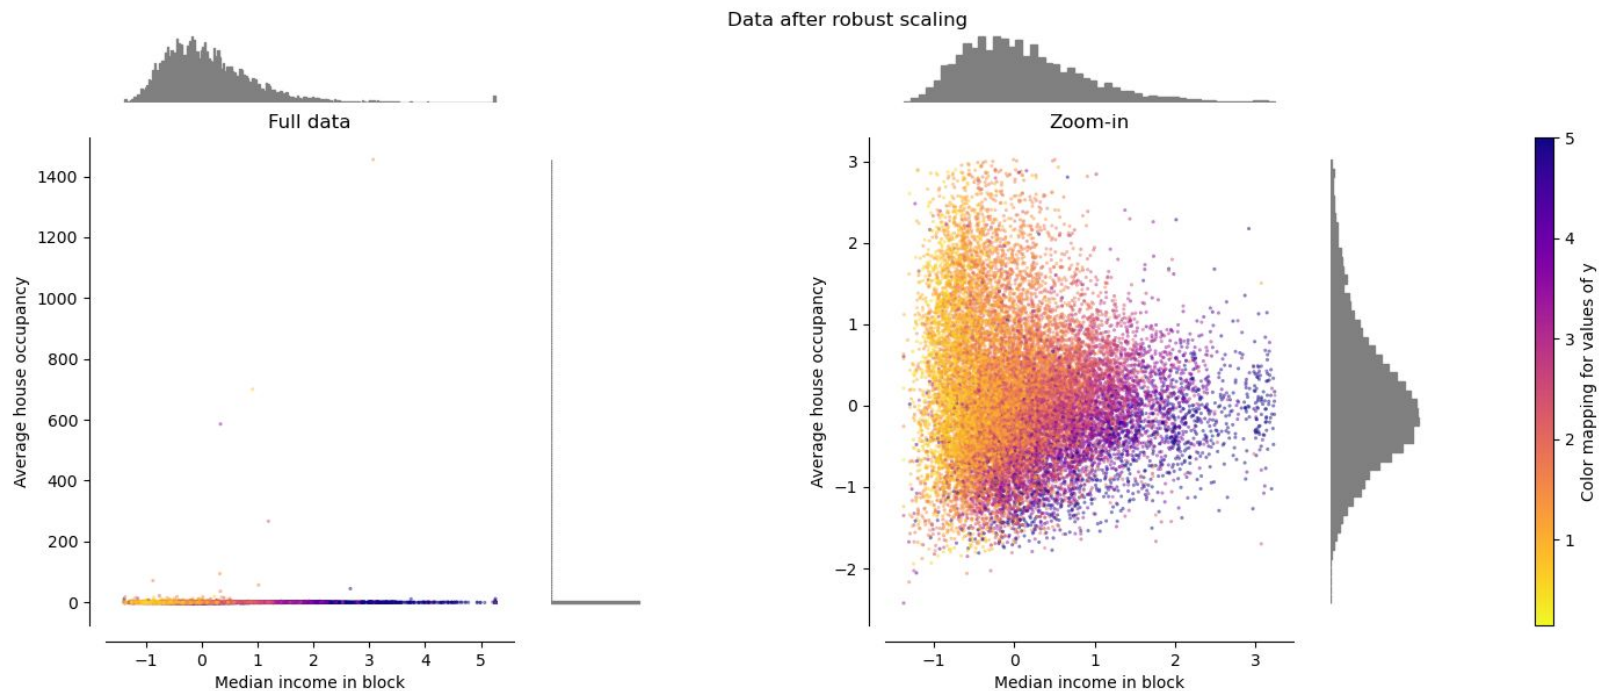 Data after robust scaling
Full data
1400
1200
1000
800
600
400
200
0
Average house occupancy
−1 0 1 2 3 4 5
Median income in block
Zoom-in
3
2
1
0
−1
−2
Average house occupancy
−1 0 1 2 3
Median income in block
5
4
3
2
1
Color mapping for values of y